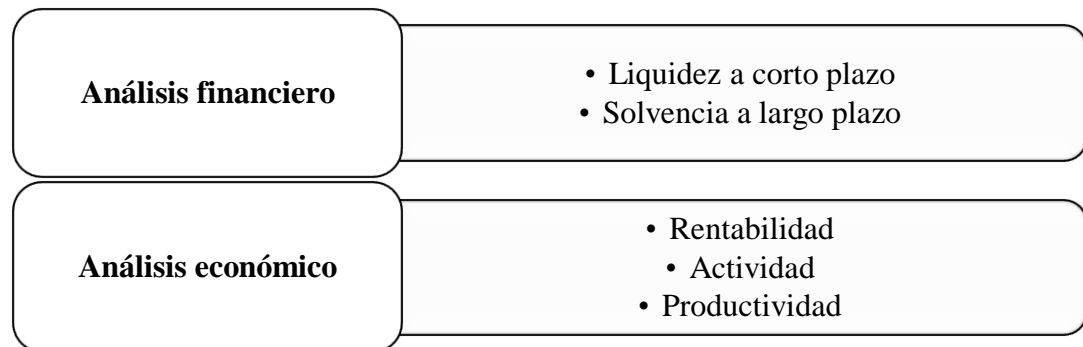 Análisis financiero
• Liquidez a corto plazo
• Solvencia a largo plazo
Análisis económico
• Rentabilidad
• Actividad
• Productividad